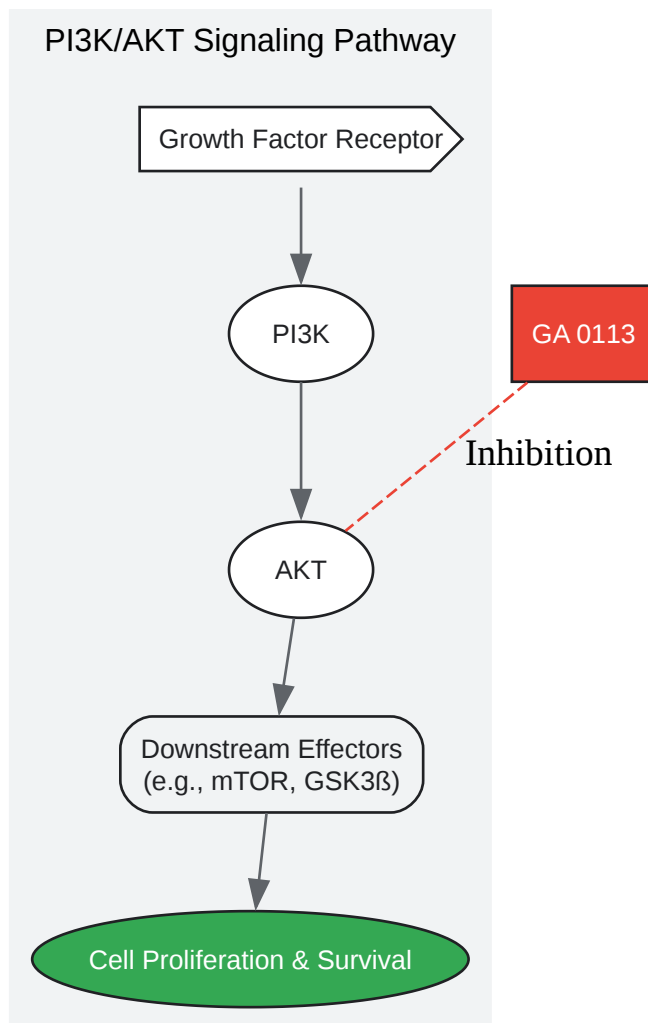 PI3K/AKT Signaling Pathway
Growth Factor Receptor
PI3K
GA 0113
Inhibition
AKT
Downstream Effectors
(e.g., mTOR, GSK3ß)
Cell Proliferation & Survival